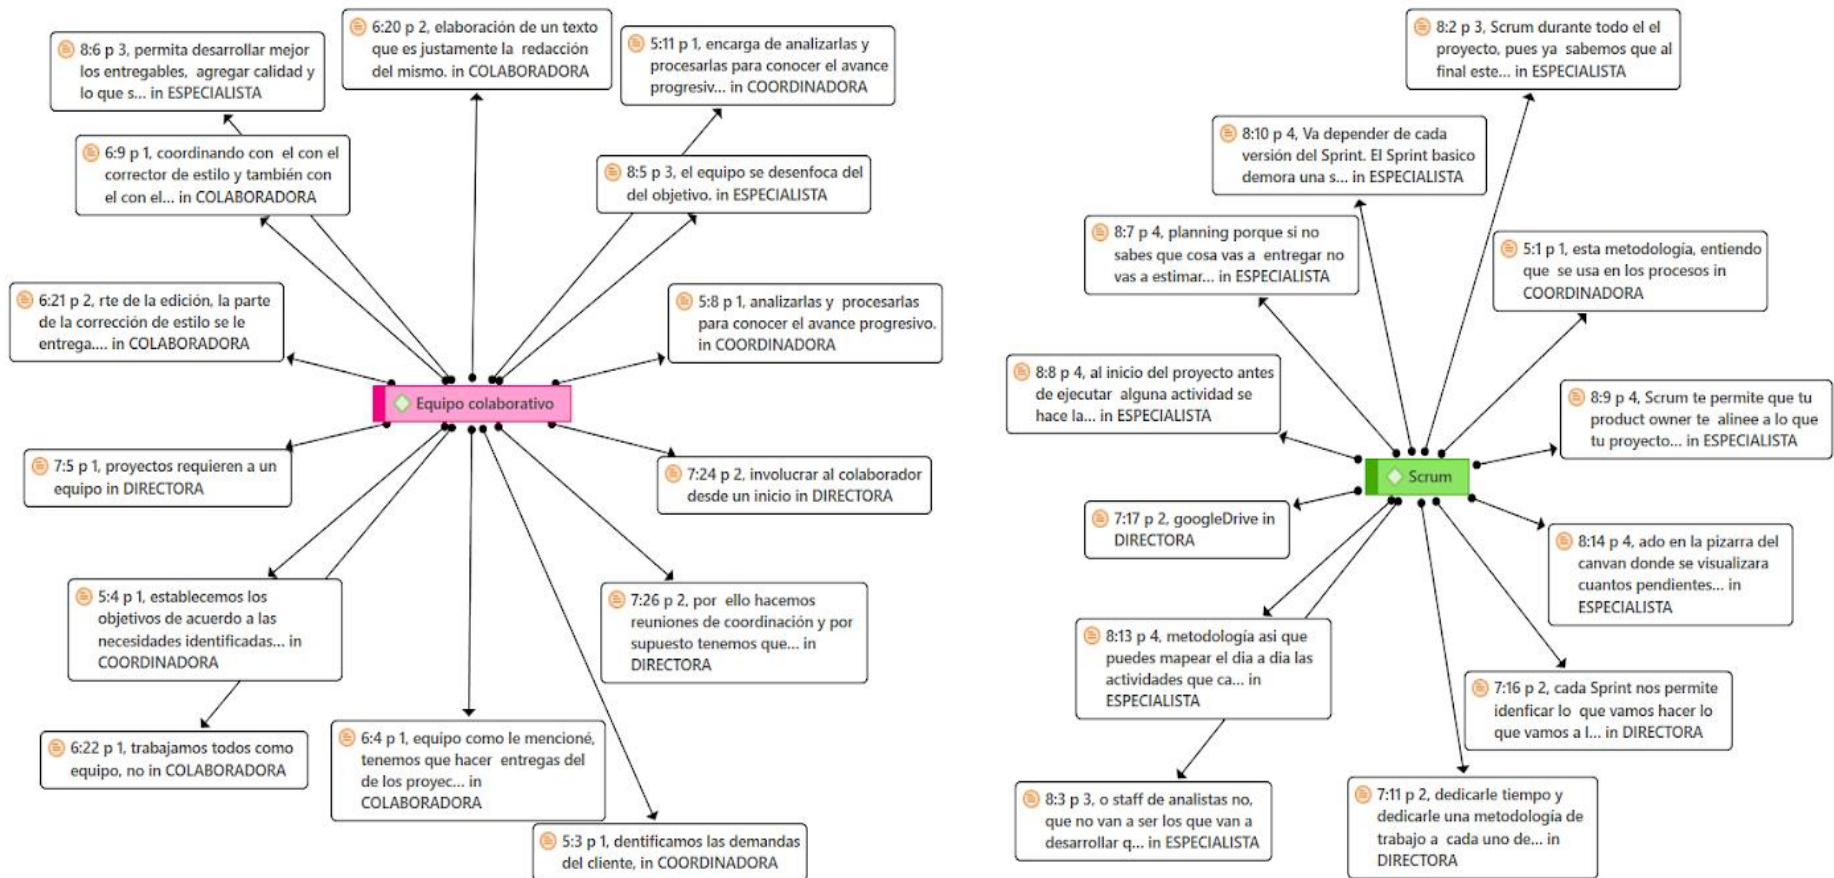 8:6 p 3, permita desarrollar mejor
los entregables, agregar calidad y
lo que s... in ESPECIALISTA
6:20 p 2, elaboración de un texto
que es justamente la redacción
del mismo. in COLABORADORA
5:11 p 1, encarga de analizarlas y
procesarlas para conocer el avance
progresiv... in COORDINADORA
6:9 p 1, coordinando con el con el
corrector de estilo y también con
el con el... in COLABORADORA
8:5 p 3, el equipo se desenfoca del
del objetivo. in ESPECIALISTA
6:21 p 2, rte de la edición, la parte
de la corrección de estilo se le
entrega.... in COLABORADORA
5:8 p 1, analizarlas y procesarlas
para conocer el avance progresivo.
in COORDINADORA
Equipo colaborativo
7:5 p 1, proyectos requieren a un
equipo in DIRECTORA
7:24 p 2, involucrar al colaborador
desde un inicio in DIRECTORA
5:4 p 1, establecemos los
objetivos de acuerdo a las
necesidades identificadas... in
COORDINADORA
7:26 p 2, por ello hacemos
reuniones de coordinación y por
supuesto tenemos que... in
DIRECTORA
6:22 p 1, trabajamos todos como
equipo, no in COLABORADORA
6:4 p 1, equipo como le mencioné,
tenemos que hacer entregas del
de los proyec... in
COLABORADORA
5:3 p 1, dentificamos las demandas
del cliente, in COORDINADORA
8:2 p 3, Scrum durante todo el el
proyecto, pues ya sabemos que al
final este... in ESPECIALISTA
8:10 p 4, Va depender de cada
versión del Sprint. El Sprint basico
demora una s... in ESPECIALISTA
8:7 p 4, planning porque si no
sabes que cosa vas a entregar no
vas a estimar... in ESPECIALISTA
5:1 p 1, esta metodología, entiendo
que se usa en los procesos in
COORDINADORA
8:8 p 4, al inicio del proyecto antes
de ejecutar alguna actividad se
hace la... in ESPECIALISTA
8:9 p 4, Scrum te permite que tu
product owner te alinee a lo que
tu proyecto... in ESPECIALISTA
Scrum
7:17 p 2, googleDrive in
DIRECTORA
8:14 p 4, ado en la pizarra del
canvan donde se visualizara
cuantos pendientes... in
ESPECIALISTA
8:13 p 4, metodología asi que
puedes mapear el dia a dia las
actividades que ca... in
ESPECIALISTA
7:16 p 2, cada Sprint nos permite
idenficar lo que vamos hacer lo
que vamos a l... in DIRECTORA
8:3 p 3, o staff de analistas no,
que no van a ser los que van a
desarrollar q... in ESPECIALISTA
7:11 p 2, dedicarle tiempo y
dedicarle una metodología de
trabajo a cada uno de... in
DIRECTORA